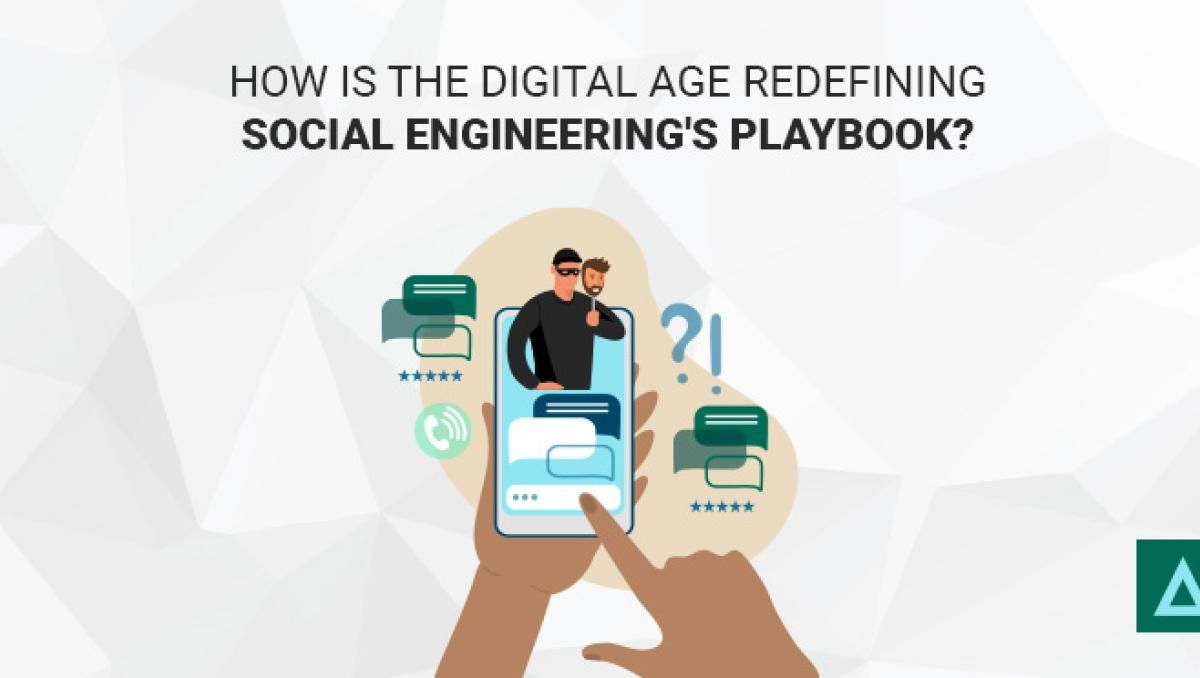 HOW IS THE DIGITAL AGE REDEFINING
SOCIAL ENGINEERING'S PLAYBOOK?
?!